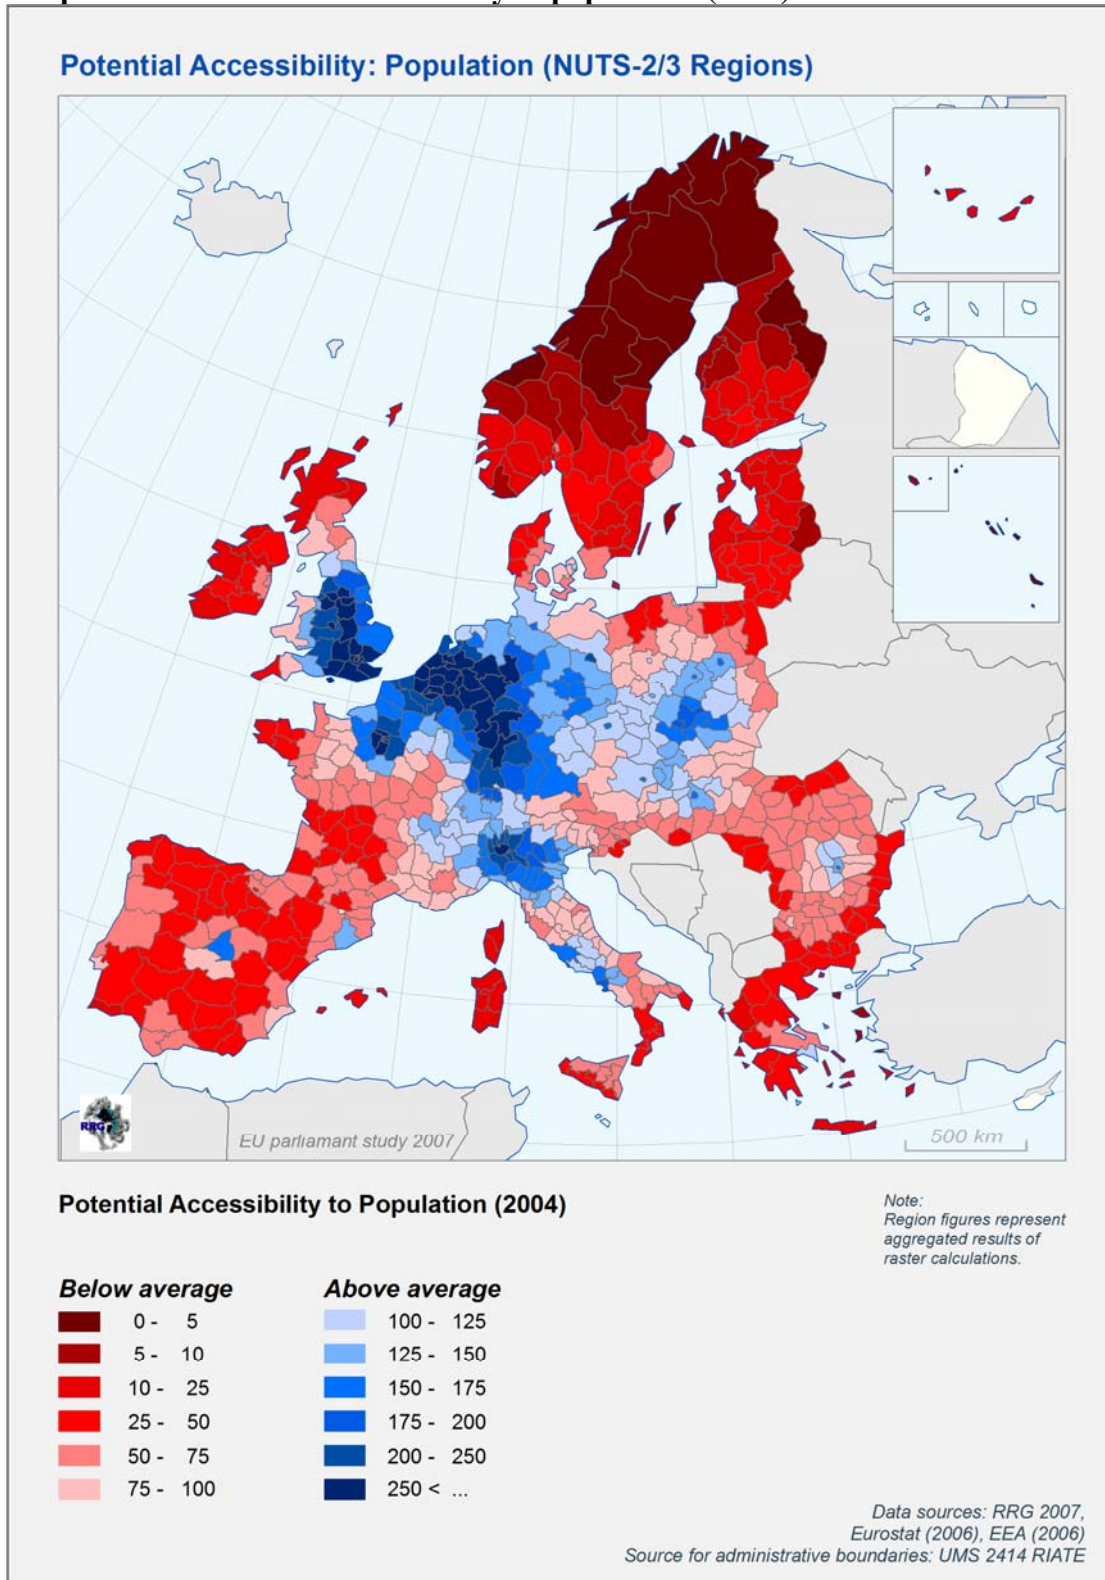 Potential Accessibility: Population (NUTS-2/3 Regions)
RRG
EU parliamant study 2007
500 km
Potential Accessibility to Population (2004)
Note:
Region figures represent
aggregated results of
raster calculations.
Below average
0 - 5
5 - 10
10 - 25
25 - 50
50 - 75
75 - 100
Above average
100 - 125
125 - 150
150 - 175
175 - 200
200 - 250
250 < ...
Data sources: RRG 2007,
Eurostat (2006), EEA (2006)
Source for administrative boundaries: UMS 2414 RIATE